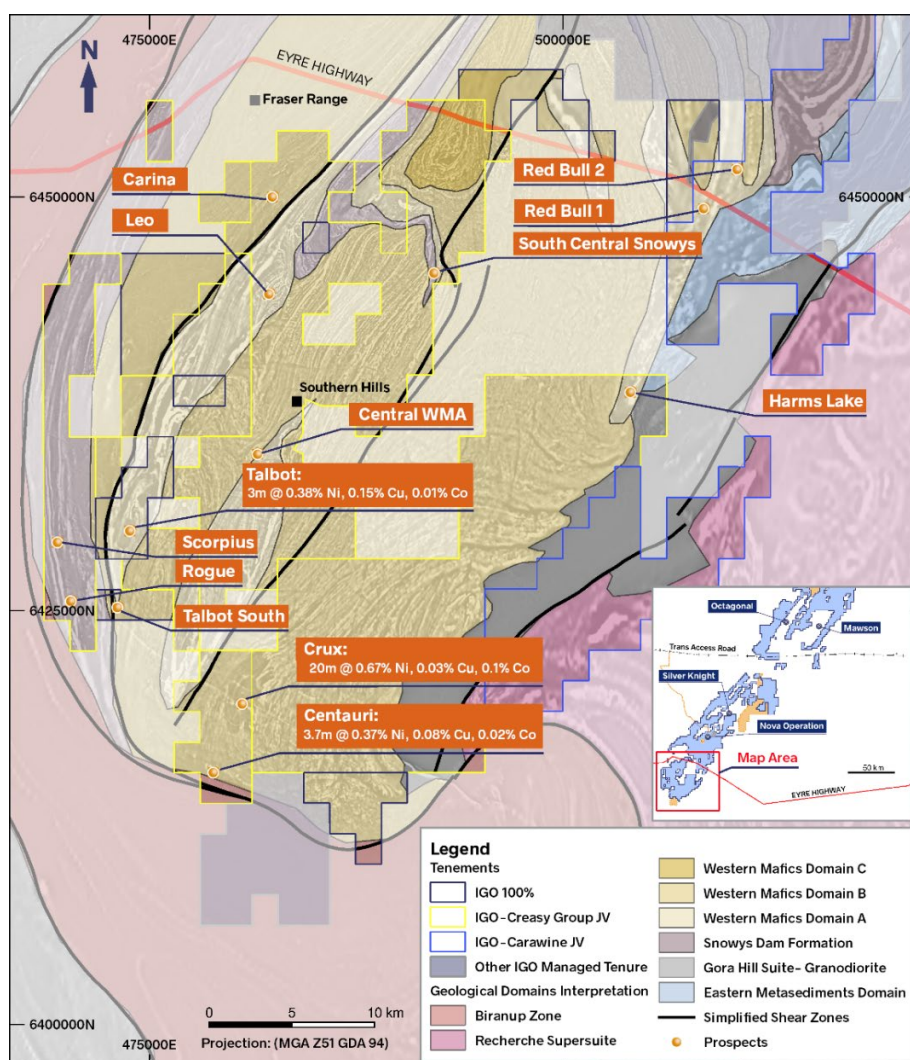 475000E
500000E
N
EYRE HIGHWAY
Fraser Range
Carina
Red Bull 2
6450000N
6450000N
Leo
Red Bull 1
South Central Snowys
Southern Hills
Central WMA
Harms Lake
Talbot:
3m @ 0.38% Ni, 0.15% Cu, 0.01% Co
Scorpius
Rogue
6425000N
Talbot South
Crux:
20m @ 0.67% Ni, 0.03% Cu, 0.1% Co
Centauri:
3.7m @ 0.37% Ni, 0.08% Cu, 0.02% Co
Octagonal
Mawson
Trans Access Road
Silver Knight
Nova Operation
Map Area
50 km
EYRE HIGHWAY
Legend
Tenements
IGO 100%
IGO-Creasy Group JV
IGO-Carawine JV
Other IGO Managed Tenure
Geological Domains Interpretation
Biranup Zone
Recherche Supersuite
Western Mafics Domain C
Western Mafics Domain B
Western Mafics Domain A
Snowys Dam Formation
Gora Hill Suite- Granodiorite
Eastern Metasediments Domain
Simplified Shear Zones
Prospects
6400000N
0 5 10 km
475000E
Projection: (MGA Z51 GDA 94)